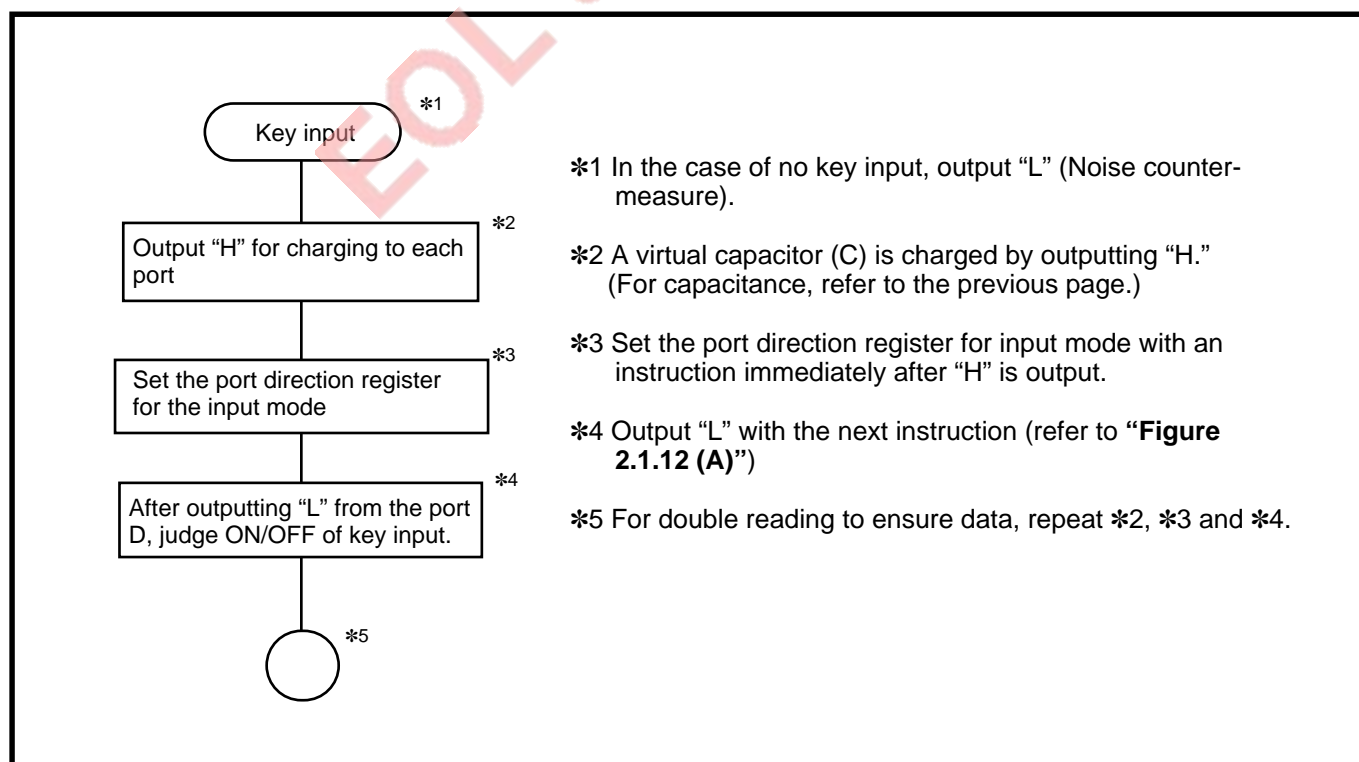 EOL
✽1
Key input
✽2
Output “H” for charging to each
port
✽3
Set the port direction register
for the input mode
✽4
After outputting “L” from the port
D, judge ON/OFF of key input.
✽5
✽1 In the case of no key input, output “L” (Noise counter-
measure).
✽2 A virtual capacitor (C) is charged by outputting “H.”
(For capacitance, refer to the previous page.)
✽3 Set the port direction register for input mode with an
instruction immediately after “H” is output.
✽4 Output “L” with the next instruction (refer to “Figure
2.1.12 (A)”)
✽5 For double reading to ensure data, repeat ✽2, ✽3 and ✽4.